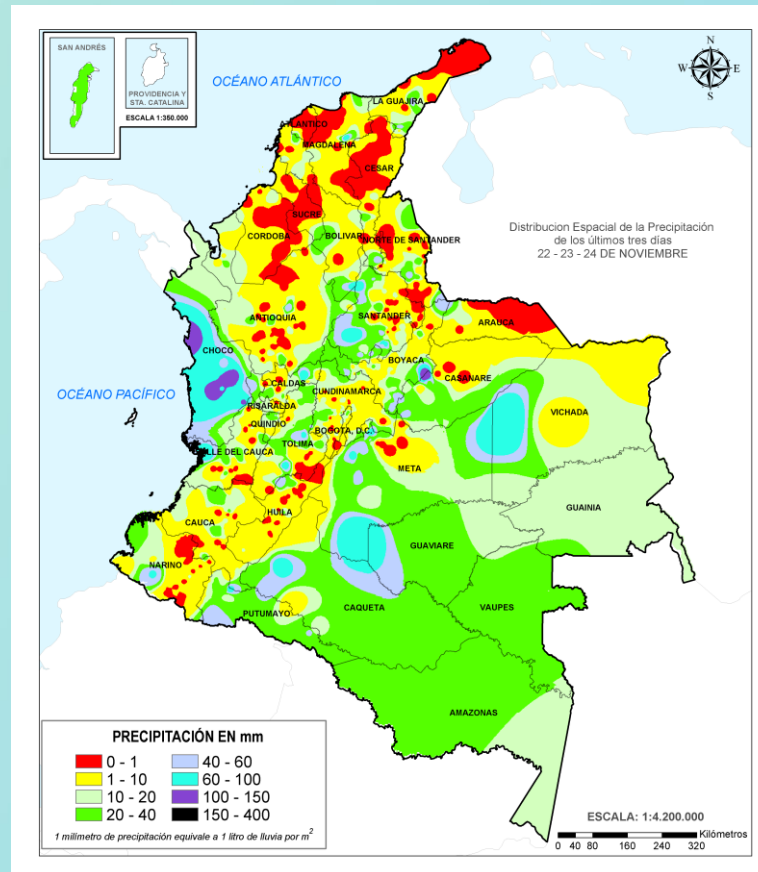 SAN ANDRÉS
PROVIDENCIA Y
STA. CATALINA
ESCALA 1:350.000
OCÉANO ATLÁNTICO
N
W
E
S
LA GUAJIRA
ATLANTICO
MAGDALENA
CESAR
SUCRE
CORDOBA
BOLIVAR
NORTE DE SANTANDER
Distribucion Espacial de la Precipitación
de los últimos tres días
22 - 23 - 24 DE NOVIEMBRE
ANTIOQUIA
SANTANDER
ARAUCA
CHOCO
BOYACA
CASANARE
OCÉANO PACÍFICO
CALDAS
CUNDINAMARCA
RISARALDA
VICHADA
QUINDIO
BOGOTA, D.C.
TOLIMA
VALLE DEL CAUCA
META
GUAINIA
HUILA
CAUCA
GUAVIARE
NARINO
CAQUETA
VAUPES
PUTUMAYO
AMAZONAS
PRECIPITACIÓN EN mm
0 - 1
40 - 60
1 - 10
60 - 100
10 - 20
100 - 150
20 - 40
150 - 400
1 milímetro de precipitación equivale a 1 litro de lluvia por m2
ESCALA: 1:4.200.000
Kilómetros
0 40 80 160 240 320